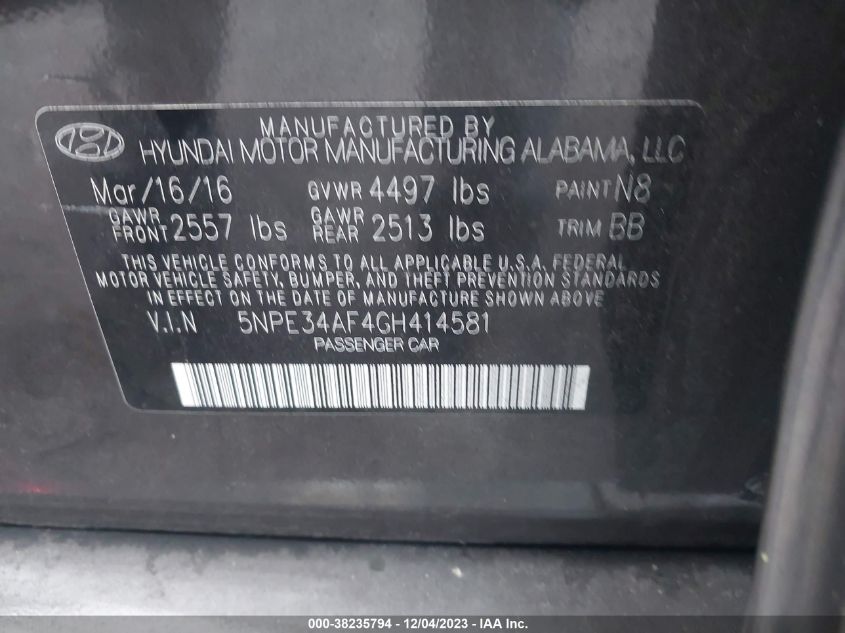 MANUFACTURED BY
HYUNDAI MOTOR MANUFACTURING ALABAMA, LLC
Mar/16/16 GVWR 4497 lbs PAINT N8
GAWR FRONT 2557 lbs GAWR REAR 2513 lbs TRIM BB
THIS VEHICLE CONFORMS TO ALL APPLICABLE U.S.A. FEDERAL
MOTOR VEHICLE SAFETY, BUMPER, AND THEFT PREVENTION STANDARDS
IN EFFECT ON THE DATE OF MANUFACTURE SHOWN ABOVE.
V.I.N 5NPE34AF4GH414581
PASSENGER CAR
000-38235794 - 12/04/2023 - IAA Inc.